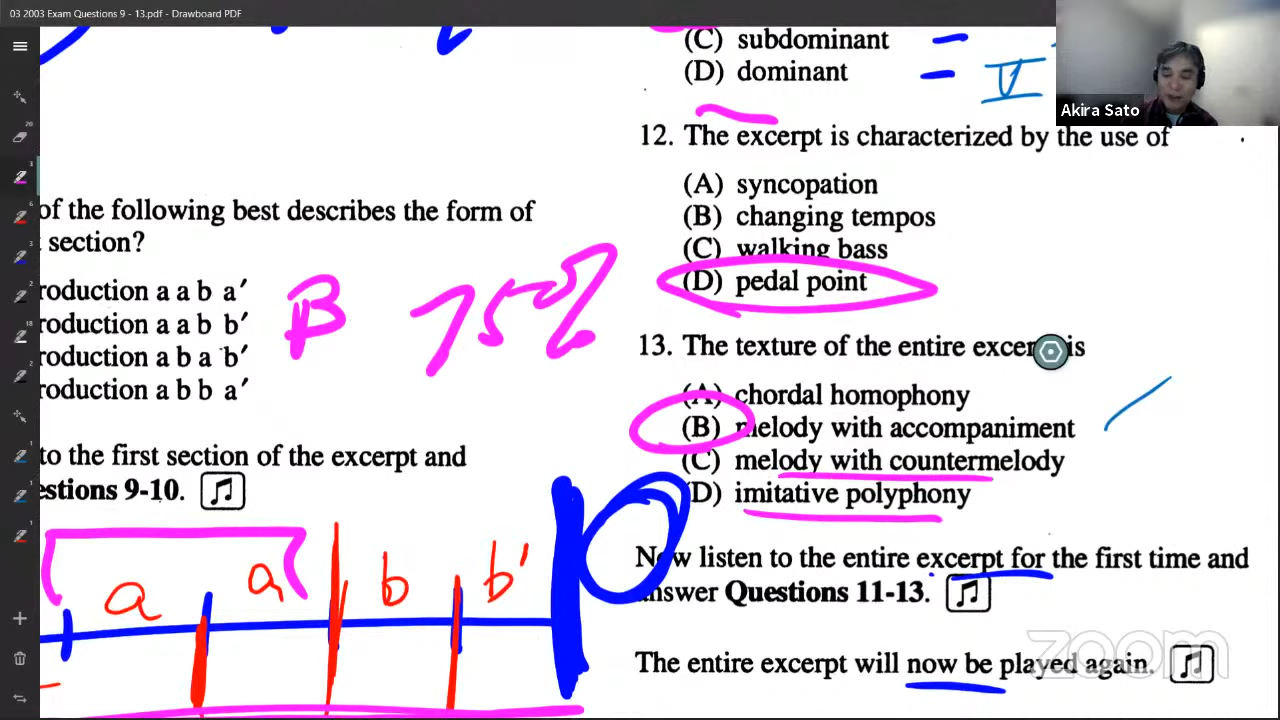 03 2003 Exam Questions 9 - 13.pdf - Drawboard PDF
Akira Sato
of the following best describes the form of
section?
roduction a a b a′
roduction a a b b′
roduction a b a b′
roduction a b b a′
B 75%
to the first section of the excerpt and
estions 9-10.
a a b b'
(C) subdominant –
(D) dominant – V
12. The excerpt is characterized by the use of
(A) syncopation
(B) changing tempos
(C) walking bass
(D) pedal point
13. The texture of the entire excer is
(A) chordal homophony
(B) melody with accompaniment
(C) melody with countermelody
(D) imitative polyphony
Now listen to the entire excerpt for the first time and
answer Questions 11-13.
The entire excerpt will now be played again.
zoom